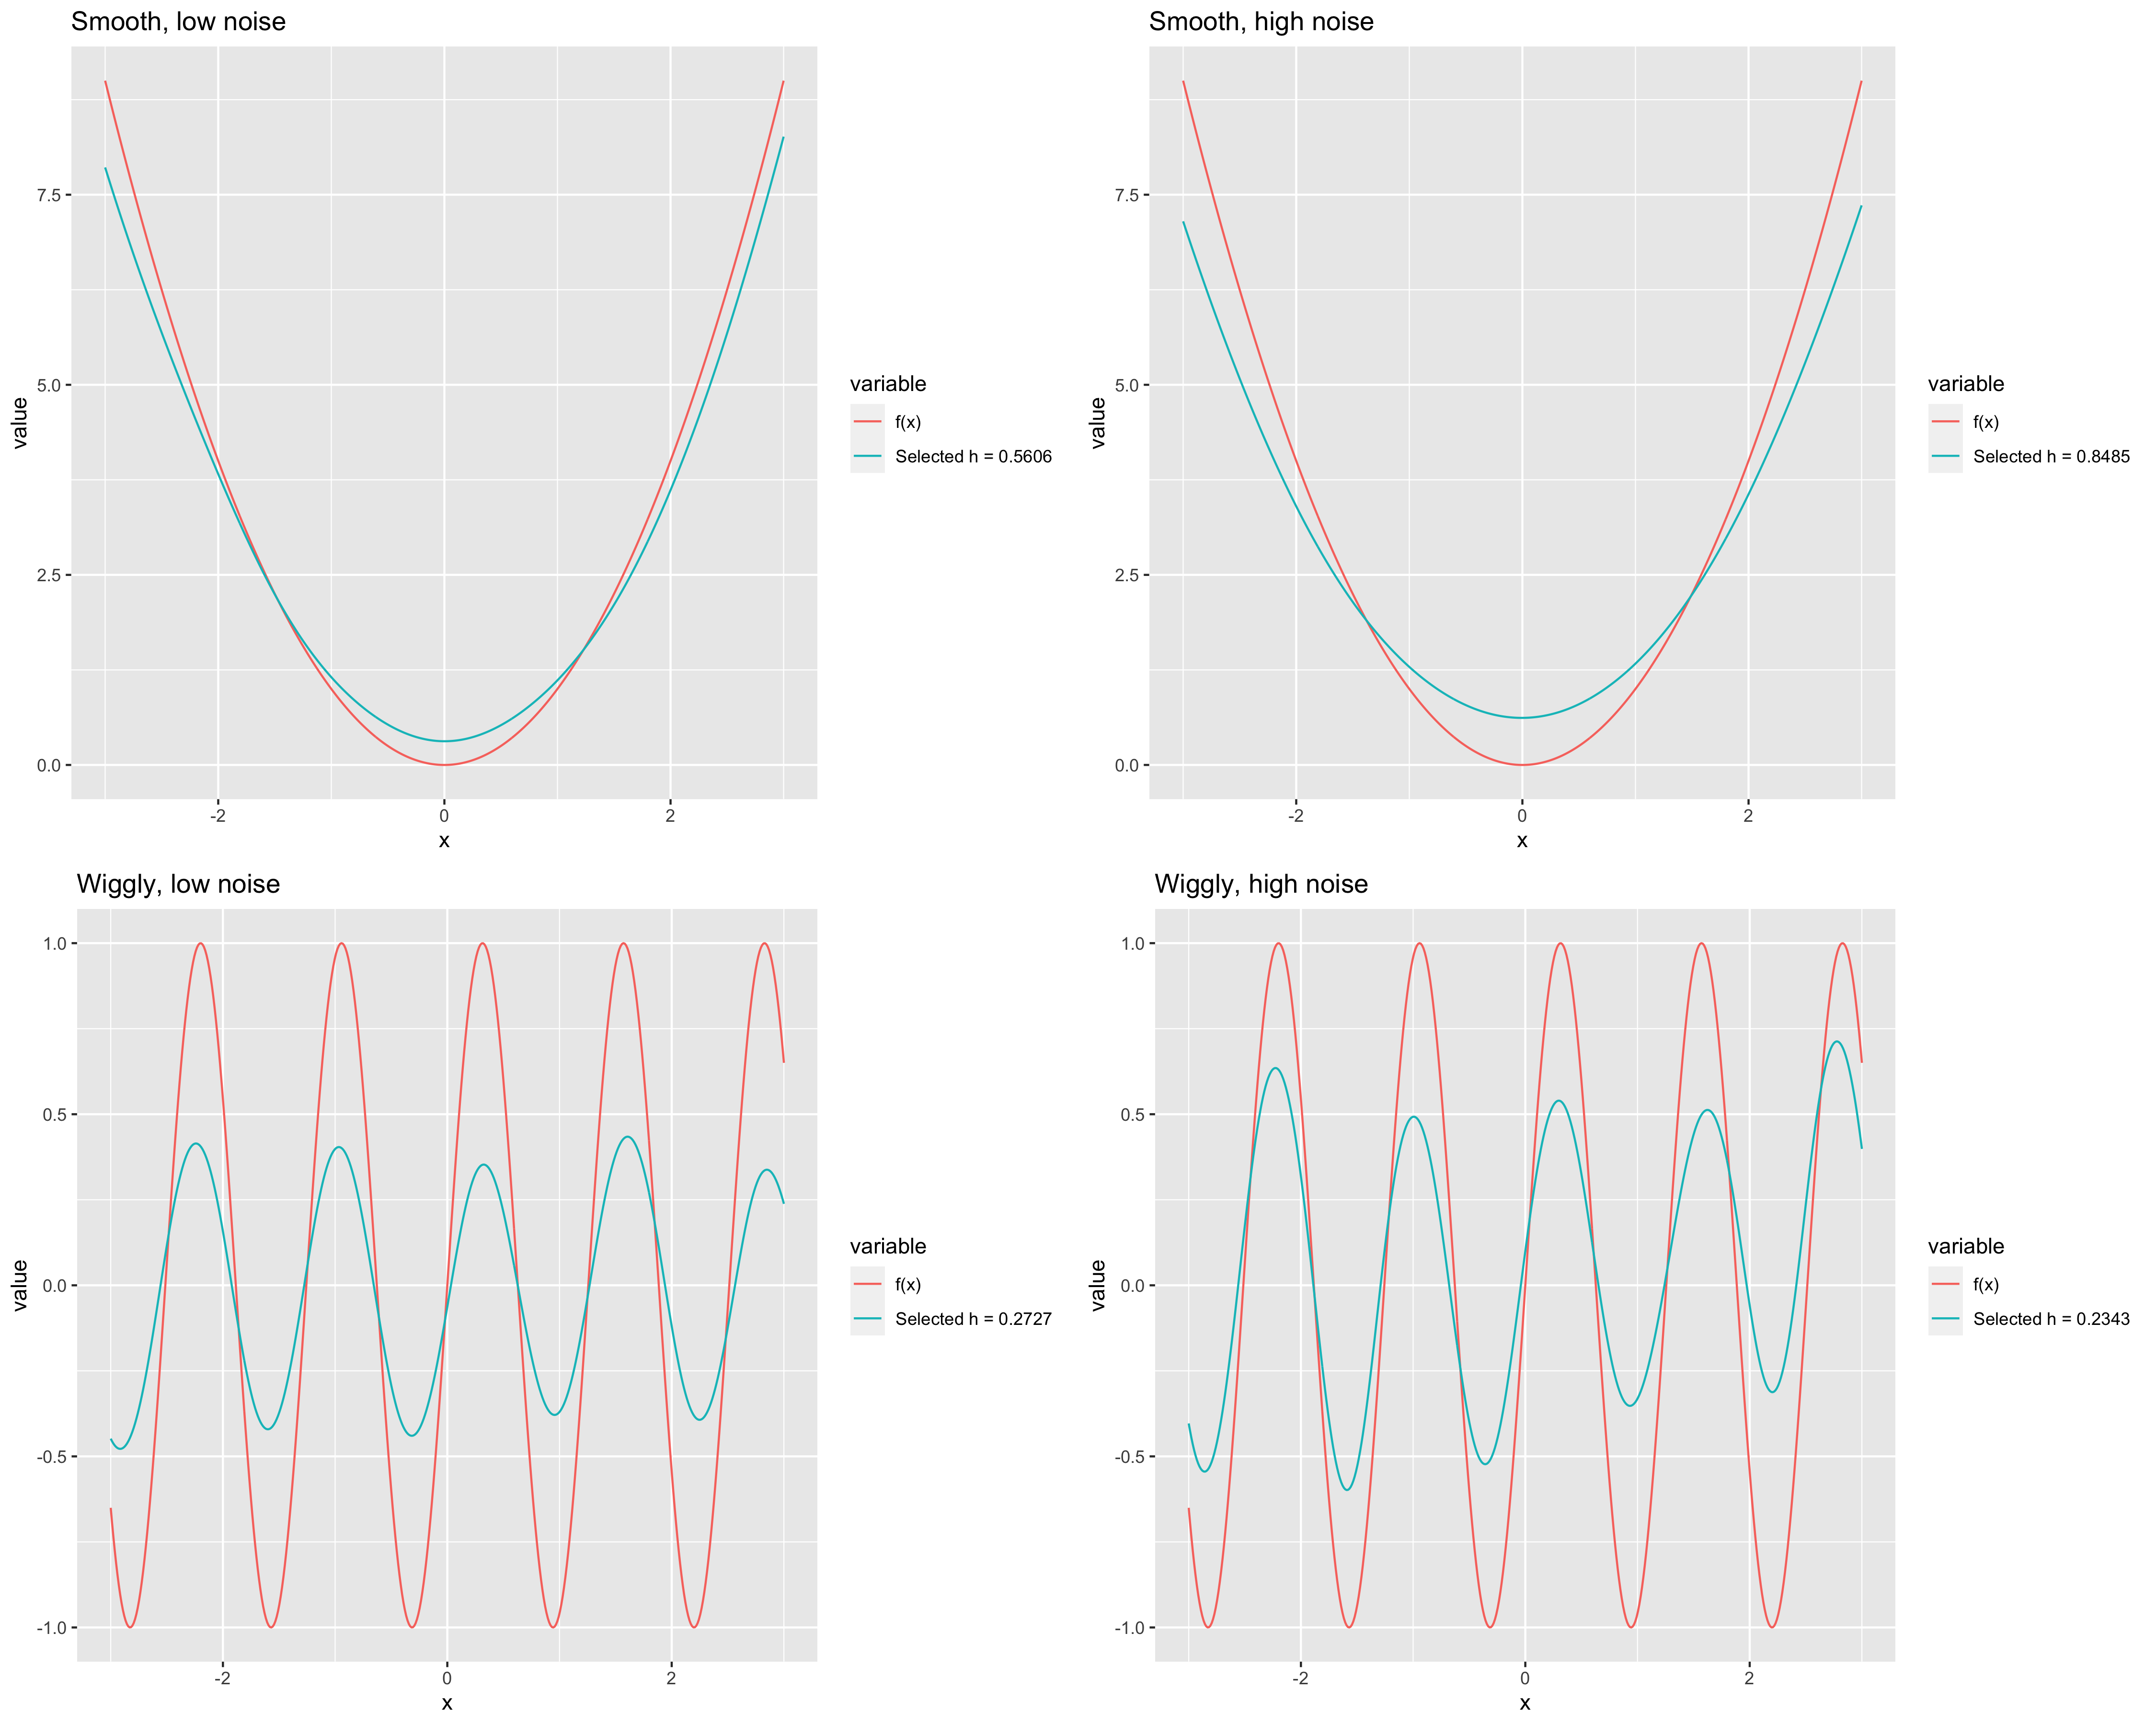 Smooth, low noise
value
7.5
5.0
2.5
0.0
-2 0 2
x
variable
f(x)
Selected h = 0.5606
Smooth, high noise
value
7.5
5.0
2.5
0.0
-2 0 2
x
variable
f(x)
Selected h = 0.8485
Wiggly, low noise
value
1.0
0.5
0.0
-0.5
-1.0
-2 0 2
x
variable
f(x)
Selected h = 0.2727
Wiggly, high noise
value
1.0
0.5
0.0
-0.5
-1.0
-2 0 2
x
variable
f(x)
Selected h = 0.2343